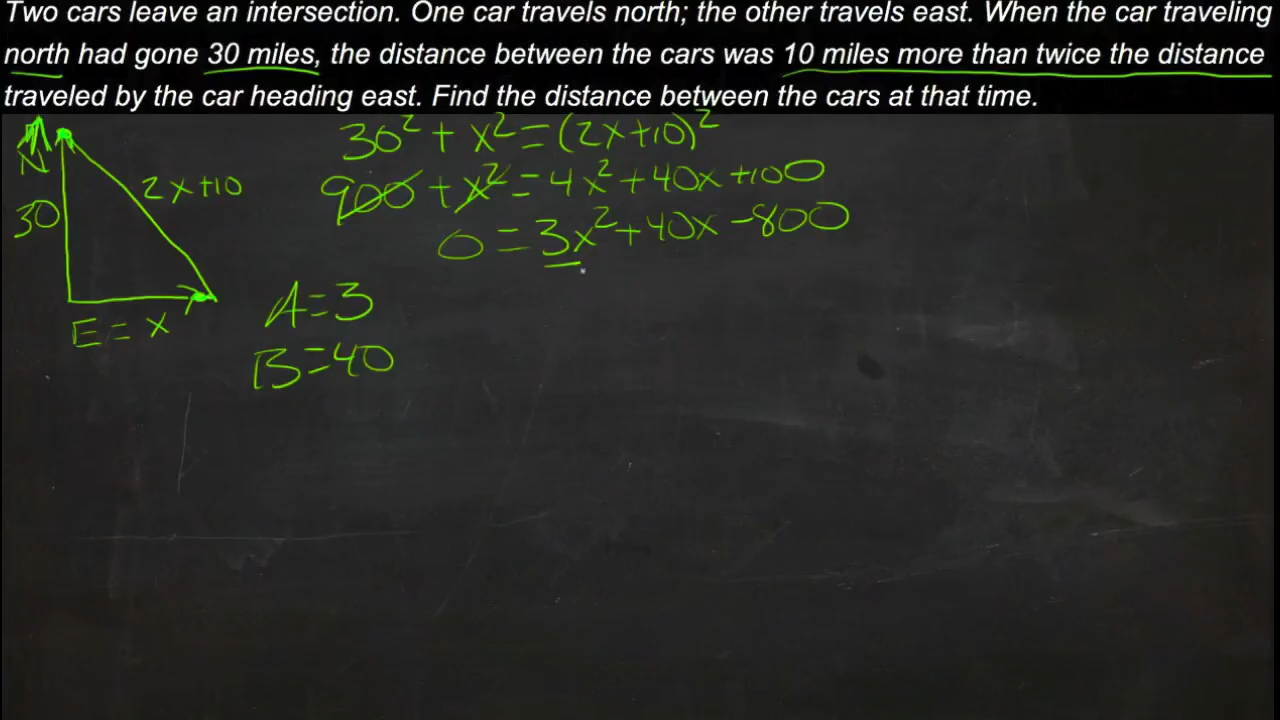 Two cars leave an intersection. One car travels north; the other travels east. When the car traveling
north had gone 30 miles, the distance between the cars was 10 miles more than twice the distance
traveled by the car heading east. Find the distance between the cars at that time.
30² + x² = (2x+10)²
900 + x² = 4x² + 40x + 100
0 = 3x² + 40x - 800
N
2x+10
30
E = x
A=3
B=40